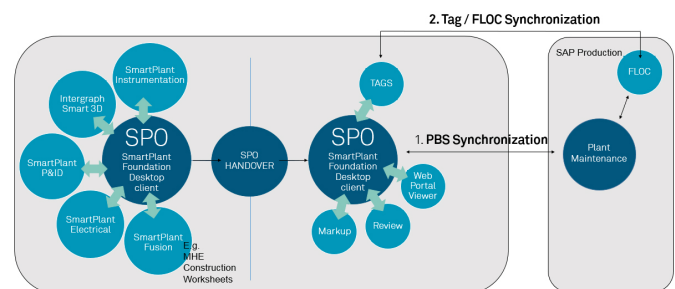 2. Tag / FLOC Synchronization
SmartPlant
Instrumentation
Intergraph
Smart 3D
SPO
SmartPlant
Foundation
Desktop
client
SmartPlant
P&ID
SmartPlant
Electrical
SmartPlant
Fusion
E.g.
MHE
Construction
Worksheets
SPO
HANDOVER
TAGS
SPO
SmartPlant
Foundation
Desktop
client
Web
Portal
Viewer
Review
Markup
1. PBS Synchronization
SAP Production
FLOC
Plant
Maintenance